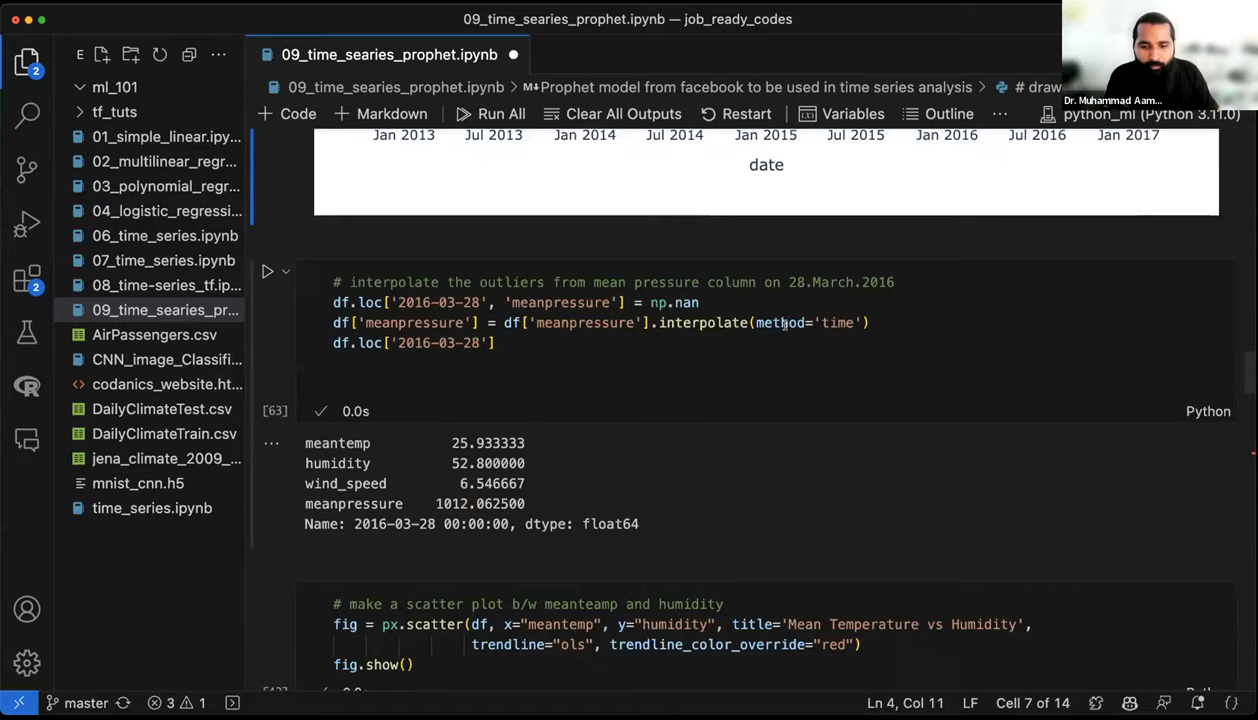 09_time_searies_prophet.ipynb — job_ready_codes
E
09_time_searies_prophet.ipynb
Dr. Muhammad Aam...
2
ml_101
tf_tuts
01_simple_linear.ipy...
02_multilinear_regr...
03_polynomial_regr...
04_logistic_regressi...
06_time_series.ipynb
07_time_series.ipynb
08_time-series_tf.ip...
09_time_searies_pr...
AirPassengers.csv
CNN_image_Classifi...
codanics_website.ht...
DailyClimateTest.csv
DailyClimateTrain.csv
jena_climate_2009_...
mnist_cnn.h5
time_series.ipynb
2
09_time_searies_prophet.ipynb > M↓Prophet model from facebook to be used in time series analysis > # draw
+ Code + Markdown Run All Clear All Outputs Restart Variables Outline ... python_ml (Python 3.11.0)
Jan 2013 Jul 2013 Jan 2014 Jul 2014 Jan 2015 Jul 2015 Jan 2016 Jul 2016 Jan 2017
date
# interpolate the outliers from mean pressure column on 28.March.2016
df.loc['2016-03-28', 'meanpressure'] = np.nan
df['meanpressure'] = df['meanpressure'].interpolate(method='time')
df.loc['2016-03-28']
[63] 0.0s Python
... meantemp 25.933333
humidity 52.800000
wind_speed 6.546667
meanpressure 1012.062500
Name: 2016-03-28 00:00:00, dtype: float64
# make a scatter plot b/w meanteamp and humidity
fig = px.scatter(df, x="meantemp", y="humidity", title='Mean Temperature vs Humidity',
trendline="ols", trendline_color_override="red")
fig.show()
master 3 1 Ln 4, Col 11 LF Cell 7 of 14